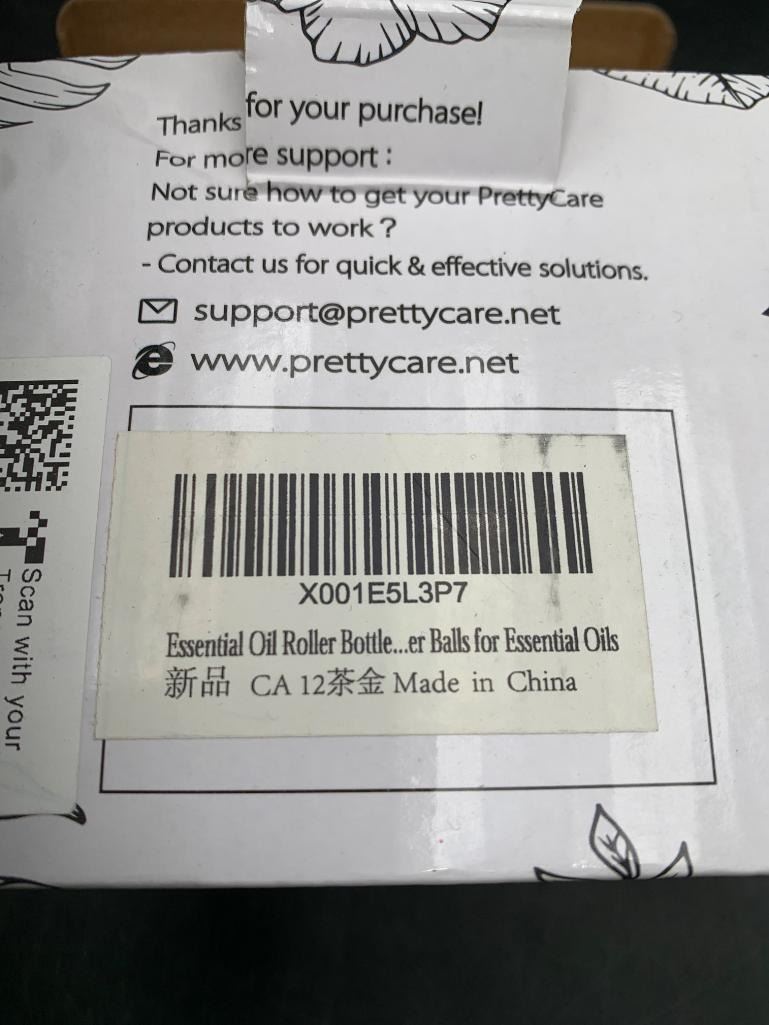 Thanks for your purchase!
For more support :
Not sure how to get your PrettyCare
products to work ?
- Contact us for quick & effective solutions.
support@prettycare.net
www.prettycare.net
X001E5L3P7
Essential Oil Roller Bottle...er Balls for Essential Oils
新品 CA 12茶金 Made in China
Scan with your